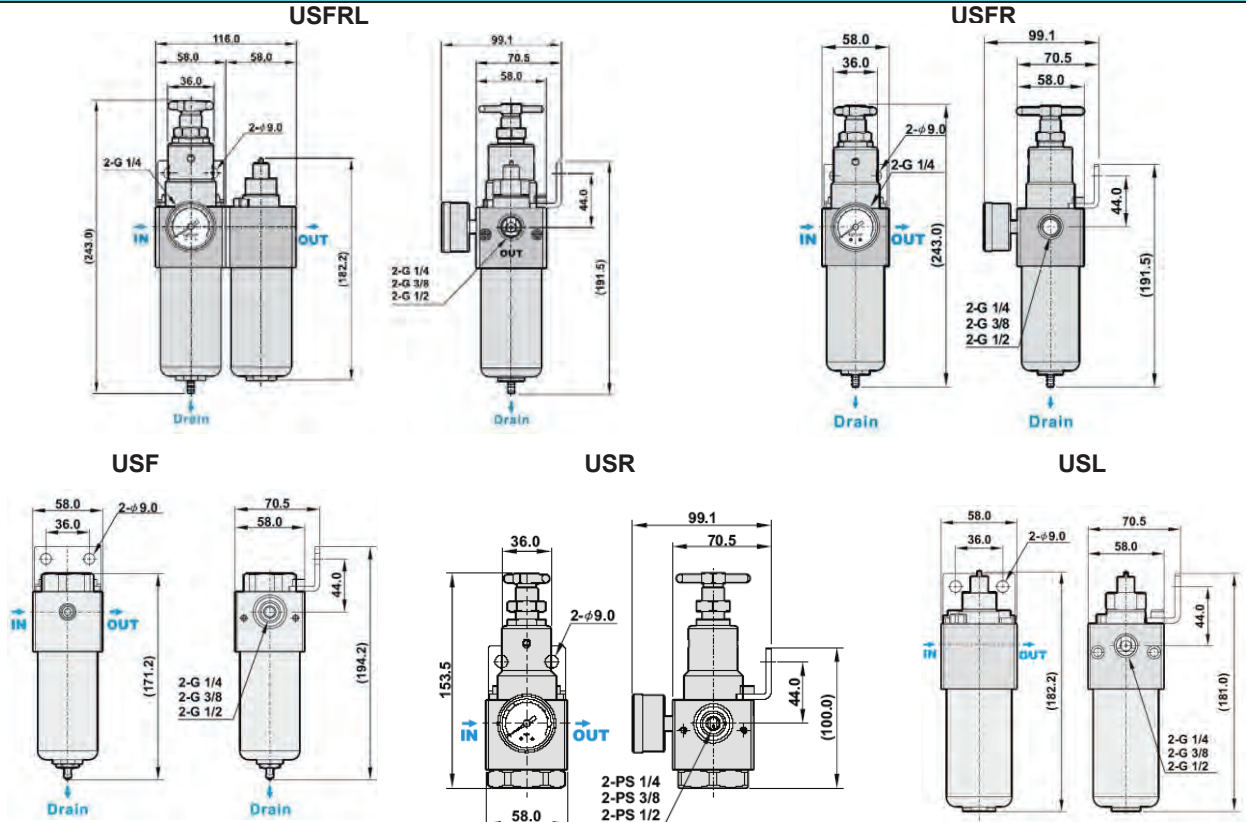 USFRL
116.0
58.0
58.0
36.0
2-ø9.0
2-G 1/4
IN
OUT
(243.0)
(182.2)
Drain
99.1
70.5
58.0
44.0
OUT
2-G 1/4
2-G 3/8
2-G 1/2
(191.5)
Drain
USFR
58.0
36.0
2-ø9.0
2-G 1/4
IN
OUT
(243.0)
Drain
99.1
70.5
58.0
44.0
2-G 1/4
2-G 3/8
2-G 1/2
(191.5)
Drain
USF
58.0
36.0
2-ø9.0
IN
OUT
(171.2)
Drain
70.5
58.0
44.0
2-G 1/4
2-G 3/8
2-G 1/2
(194.2)
Drain
USR
36.0
2-ø9.0
153.5
IN
OUT
58.0
99.1
70.5
44.0
(100.0)
2-PS 1/4
2-PS 3/8
2-PS 1/2
USL
58.0
36.0
2-ø9.0
IN
OUT
(182.2)
70.5
58.0
44.0
(181.0)
2-G 1/4
2-G 3/8
2-G 1/2